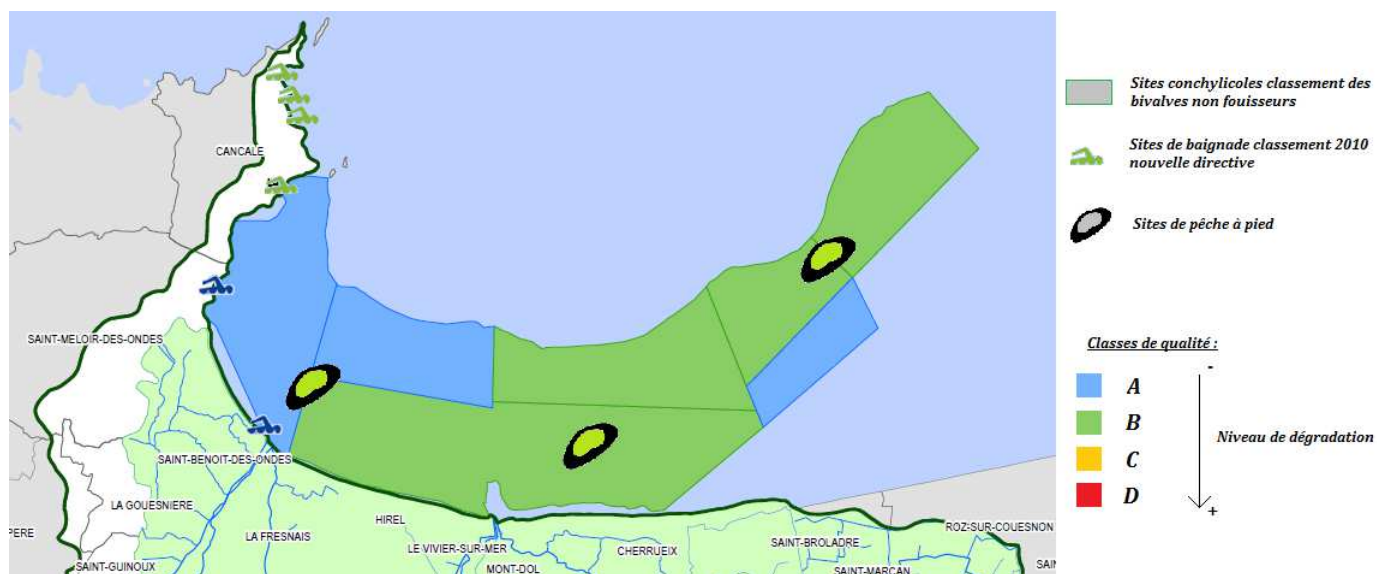 CANCALE
SAINT-MELOIR-DES-ONDES
SAINT-BENOIT-DES-ONDES
LA GOUESNIERE
HIREL
PERE
LA FRESNAIS
LE VIVIER-SUR-MER
CHERRUEIX
SAINT-BROLADRE
ROZ-SUR-COUESNON
SAINT-GUINOUX
MONT-DOL
SAINT-MARCAN
SAIN
Sites conchylicoles classement des
bivalves non fouisseurs
Sites de baignade classement 2010
nouvelle directive
Sites de pêche à pied
Classes de qualité :
A
B
C
D
-
Niveau de dégradation
+